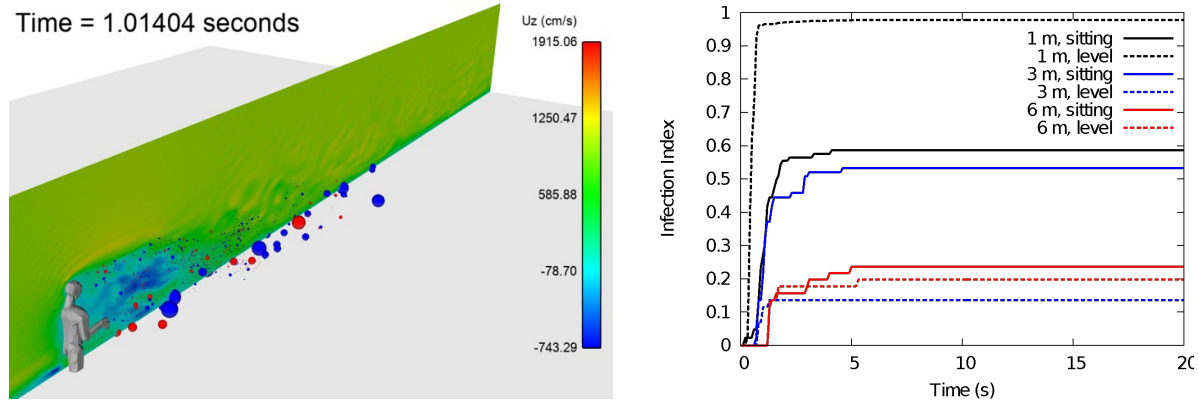 Time = 1.01404 seconds
Uz (cm/s)
1915.06
1250.47
585.88
-78.70
-743.29
1
0.9
0.8
0.7
0.6
0.5
0.4
0.3
0.2
0.1
0
Infection Index
1 m, sitting
1 m, level
3 m, sitting
3 m, level
6 m, sitting
6 m, level
0 5 10 15 20
Time (s)